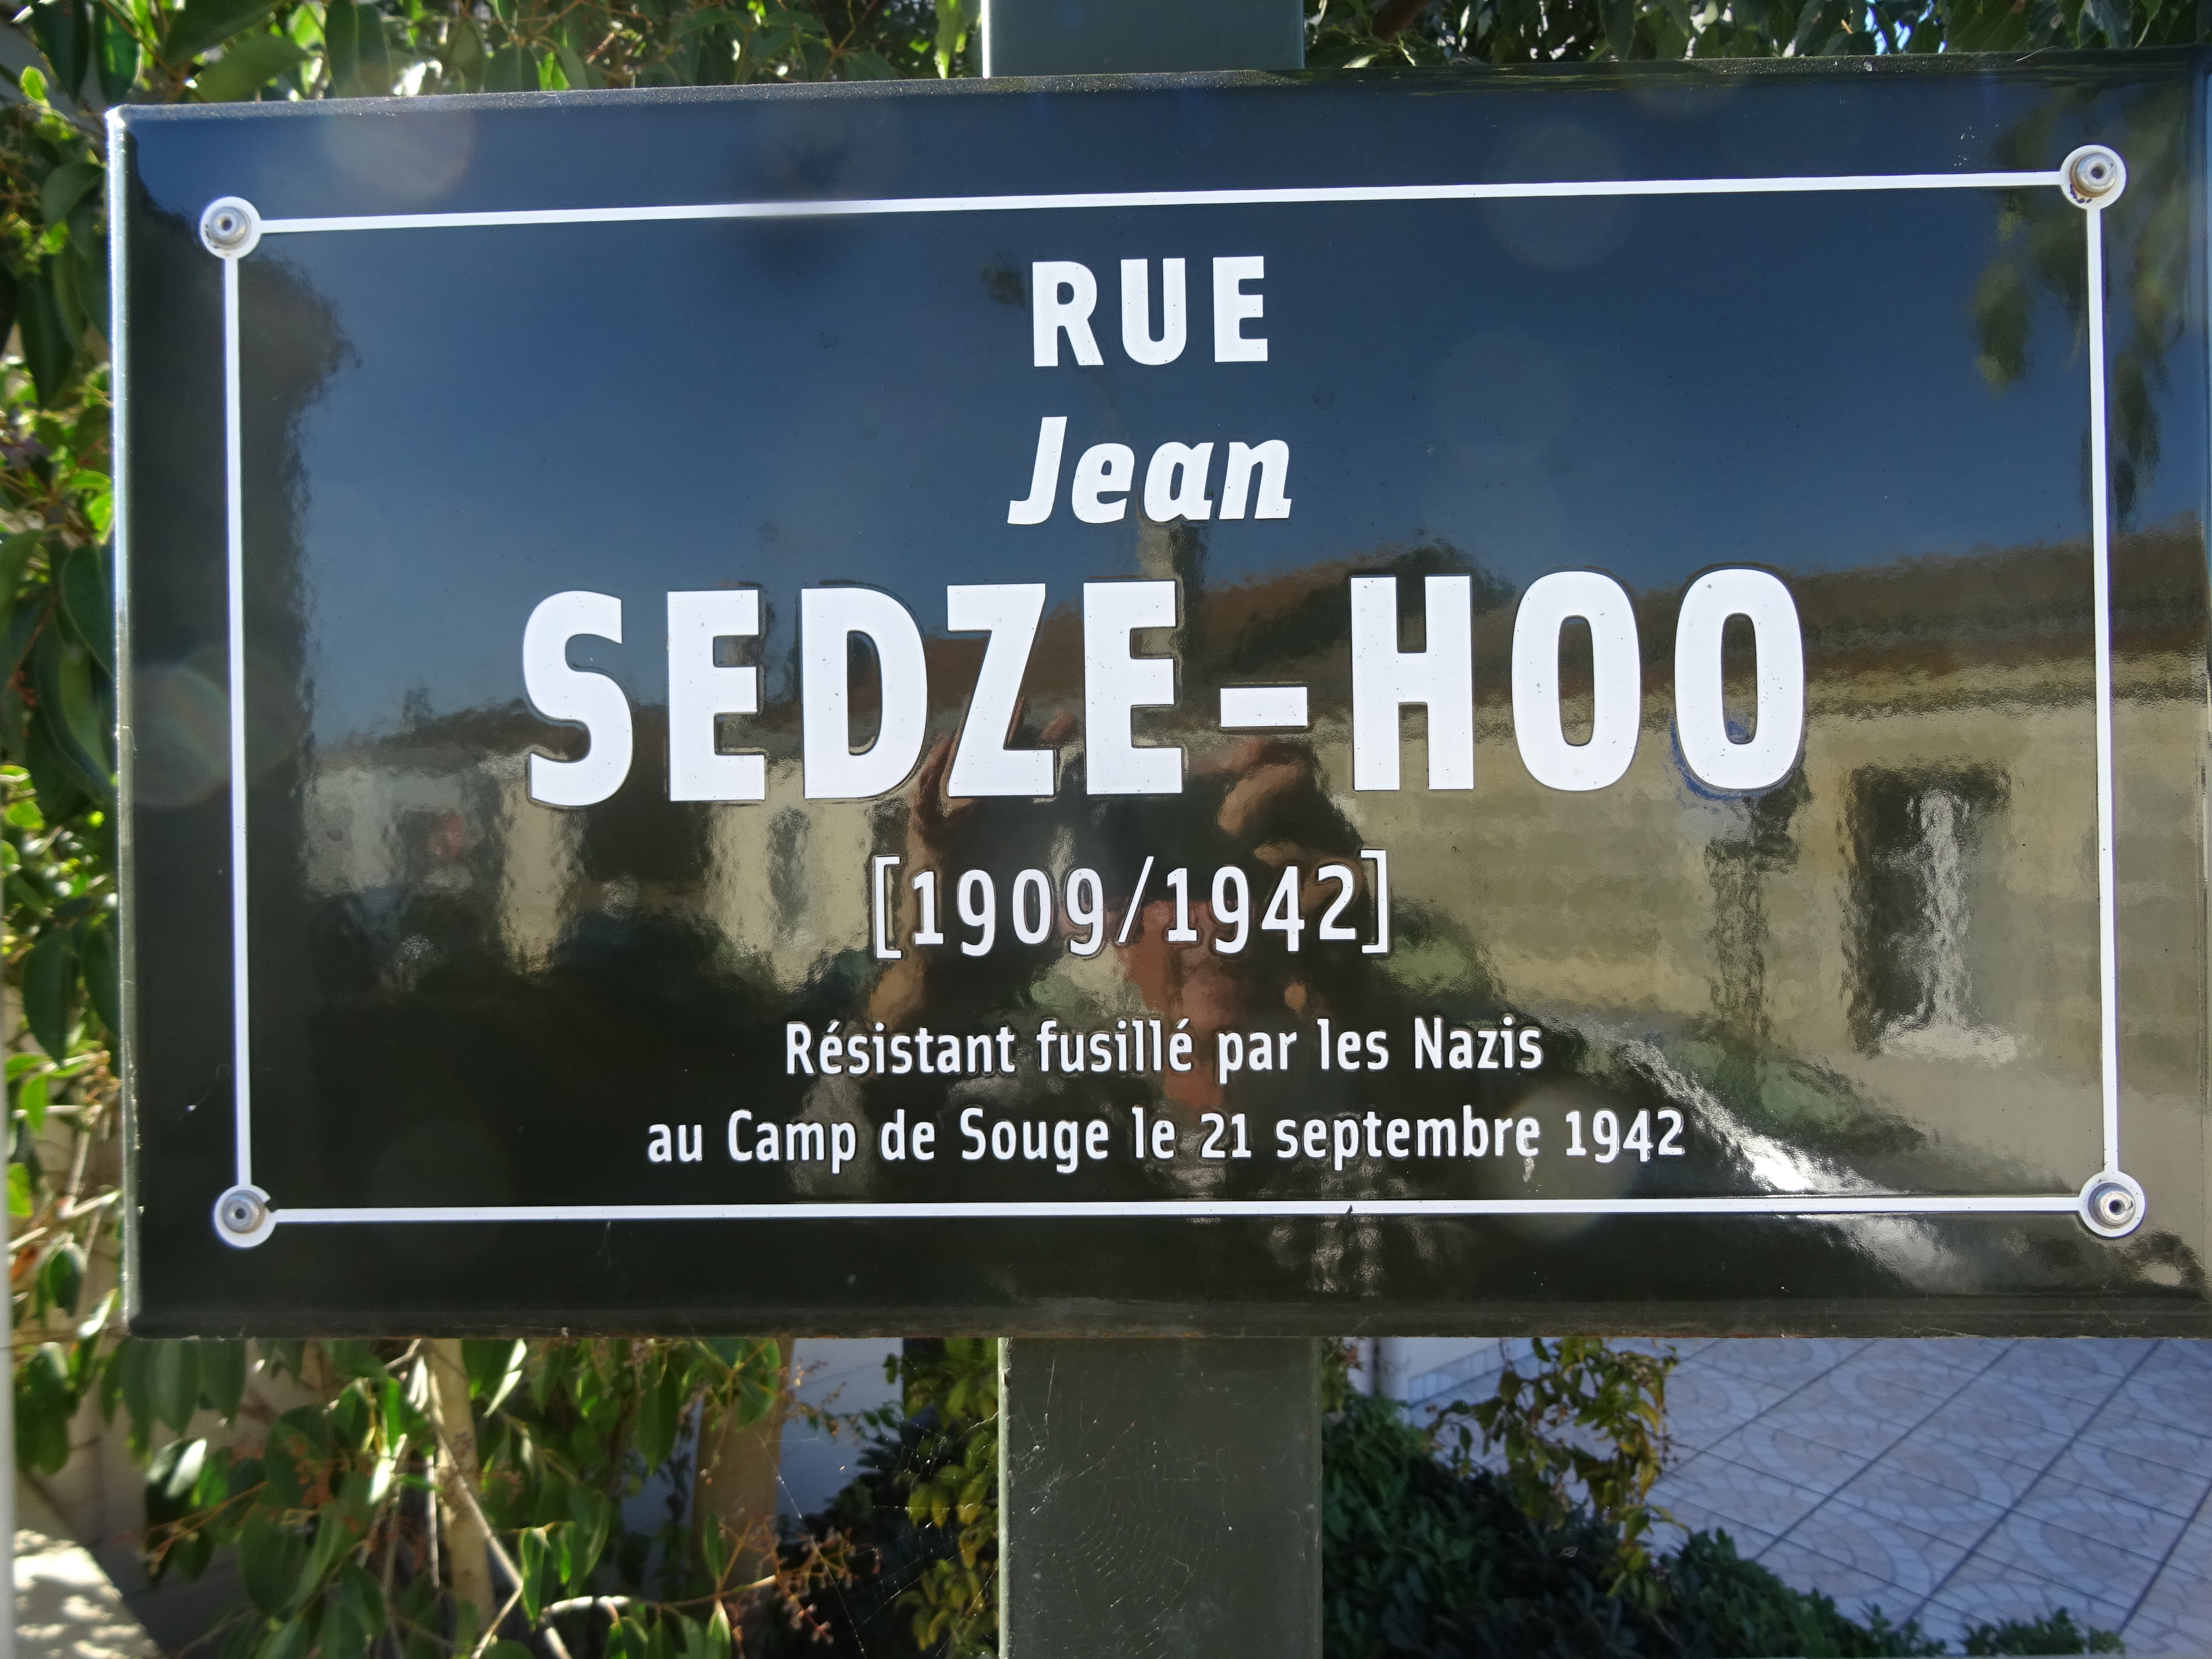 RUE
Jean
SEDZE-HOO
[1909/1942]
Résistant fusillé par les Nazis
au Camp de Souge le 21 septembre 1942